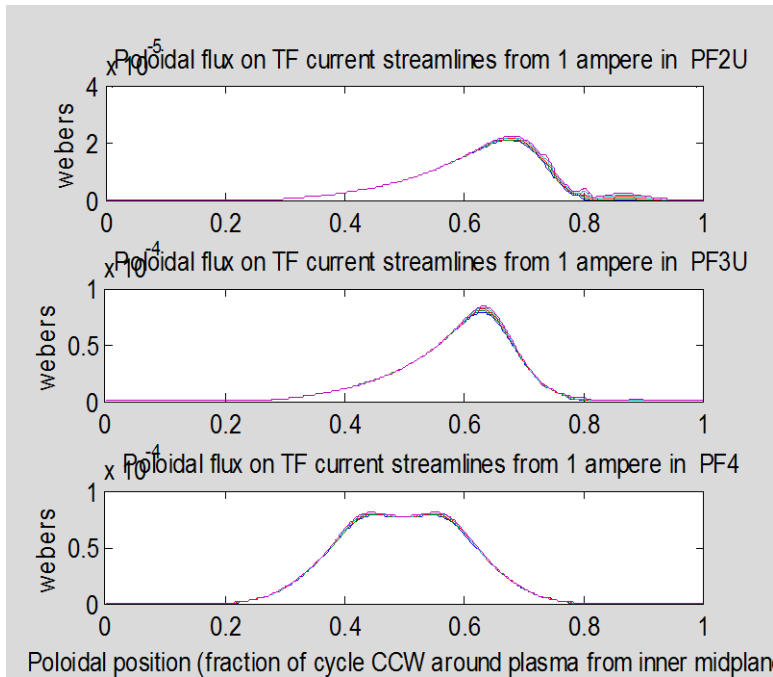 x 10-5
Poloidal flux on TF current streamlines from 1 ampere in PF2U
4
2
0
webers
0 0.2 0.4 0.6 0.8 1
x 10-4
Poloidal flux on TF current streamlines from 1 ampere in PF3U
1
0.5
0
webers
0 0.2 0.4 0.6 0.8 1
x 10-4
Poloidal flux on TF current streamlines from 1 ampere in PF4
1
0.5
0
webers
0 0.2 0.4 0.6 0.8 1
Poloidal position (fraction of cycle CCW around plasma from inner midplan